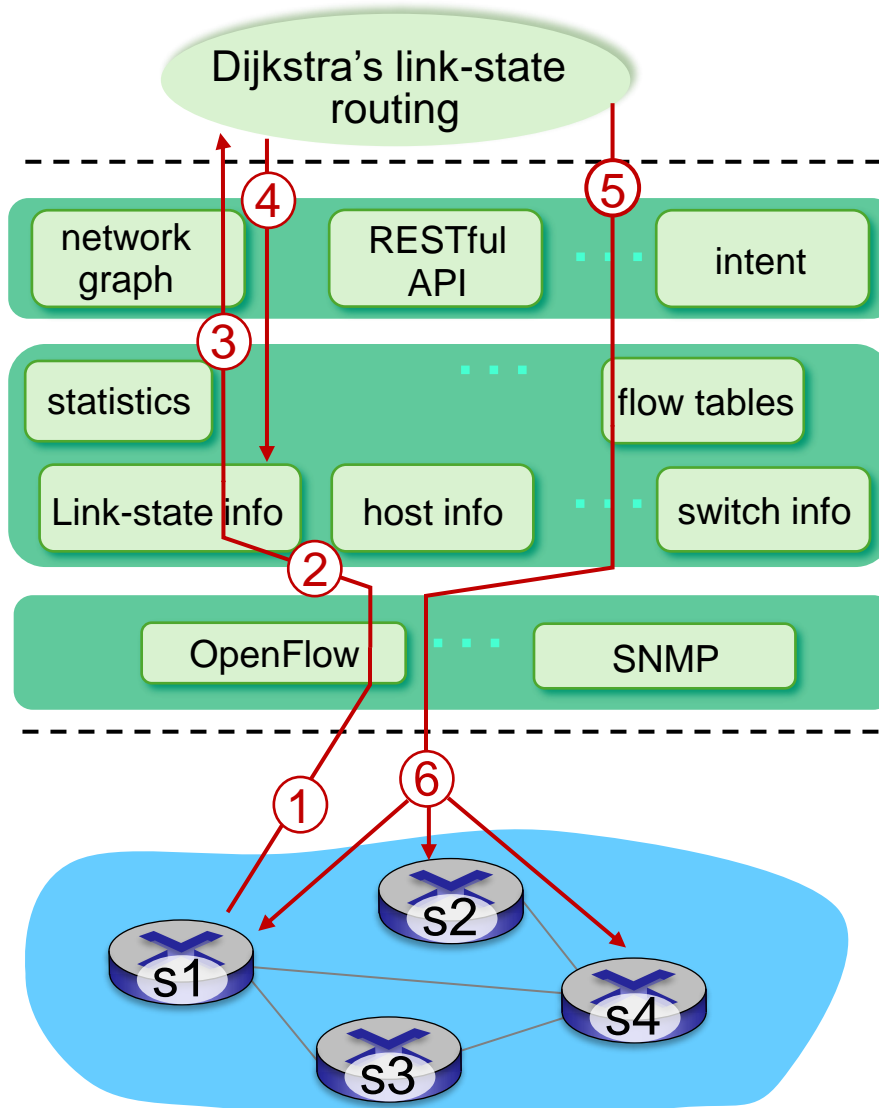 Dijkstra’s link-state
routing
4
5
network
graph
RESTful
API
. . .
intent
3
statistics
. . .
flow tables
Link-state info
host info
. . .
switch info
2
OpenFlow
. . .
SNMP
1
6
s2
s1
s4
s3